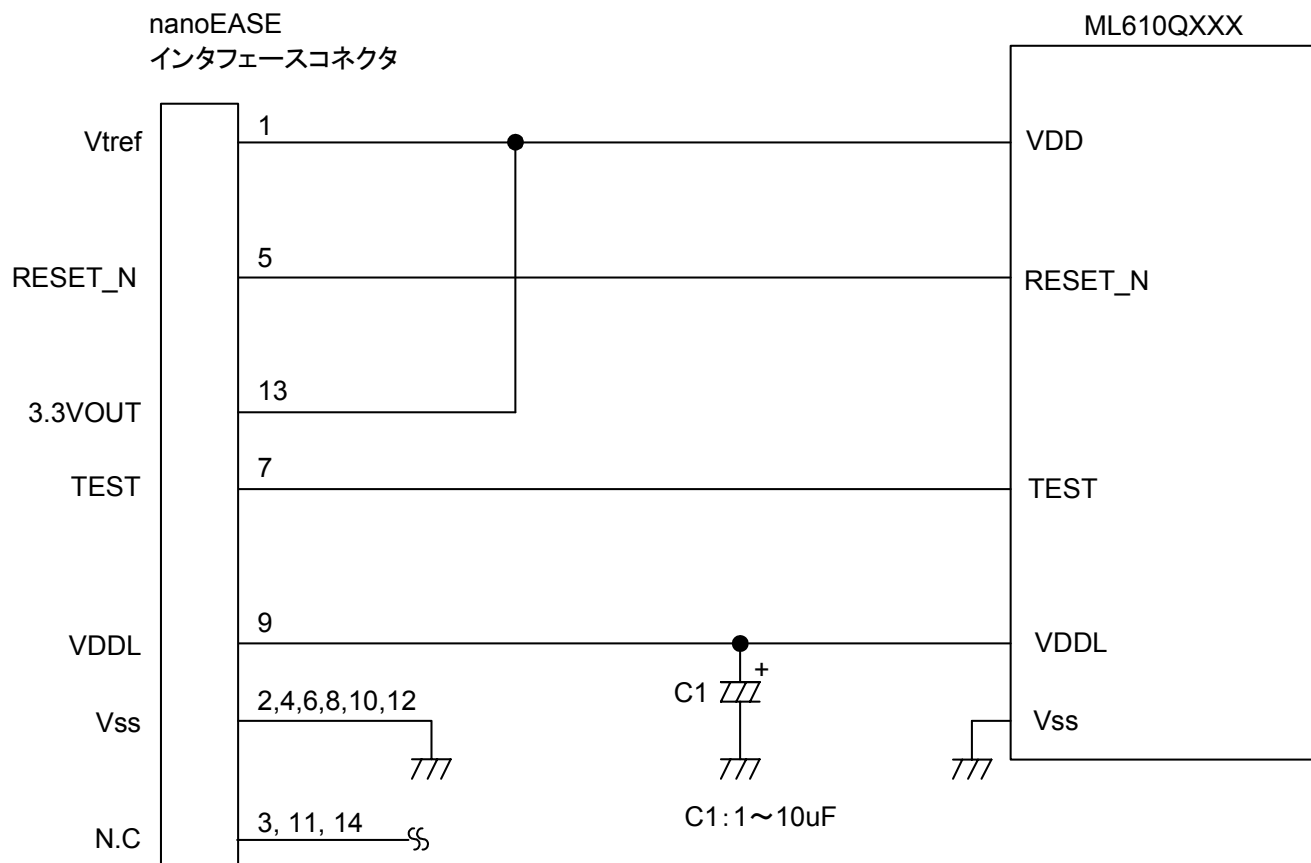 nanoEASE
インタフェースコネクタ
ML610QXXX
Vtref
1
VDD
RESET_N
5
RESET_N
3.3VOUT
13
TEST
7
TEST
VDDL
9
VDDL
C1
+
Vss
2,4,6,8,10,12
Vss
C1:1～10uF
N.C
3, 11, 14